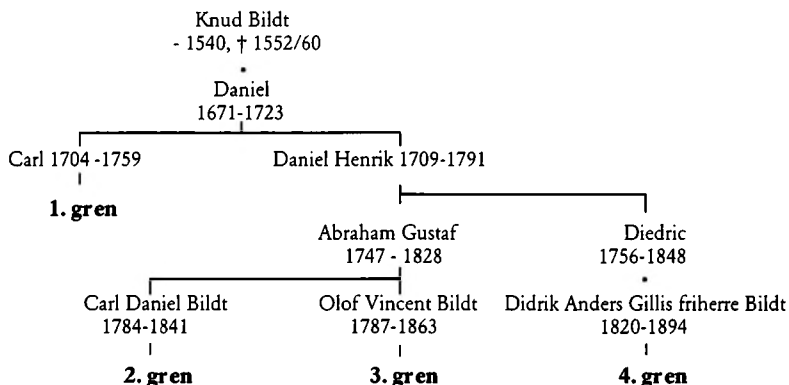 Knud Bildt
- 1540, † 1552/60
Daniel
1671-1723
Carl 1704 -1759
Daniel Henrik 1709-1791
1. gren
Abraham Gustaf
1747 - 1828
Diedric
1756-1848
Carl Daniel Bildt
1784-1841
Olof Vincent Bildt
1787-1863
Didrik Anders Gillis friherre Bildt
1820-1894
2. gren
3. gren
4. gren